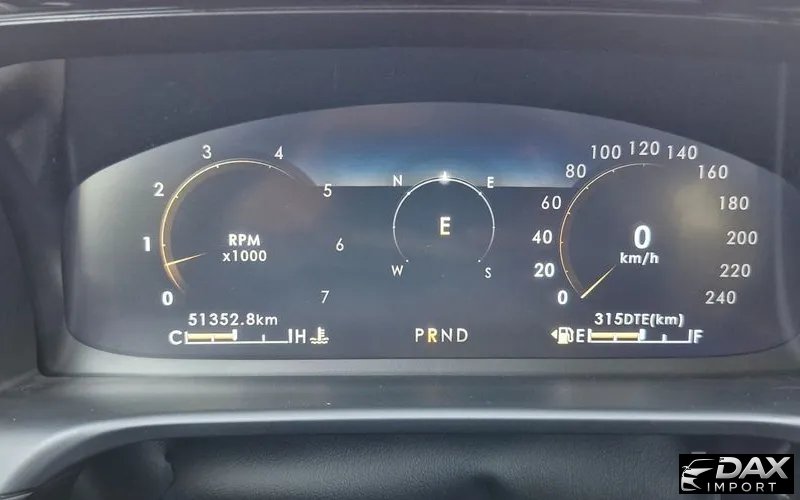 0 1 2 3 4 5 6 7
RPM
x1000
51352.8km
C H
N E
E
W S
PRND
0 20 40 60 80 100 120 140 160 180 200 220 240
0
km/h
315DTE(km)
E F
DAX
IMPORT